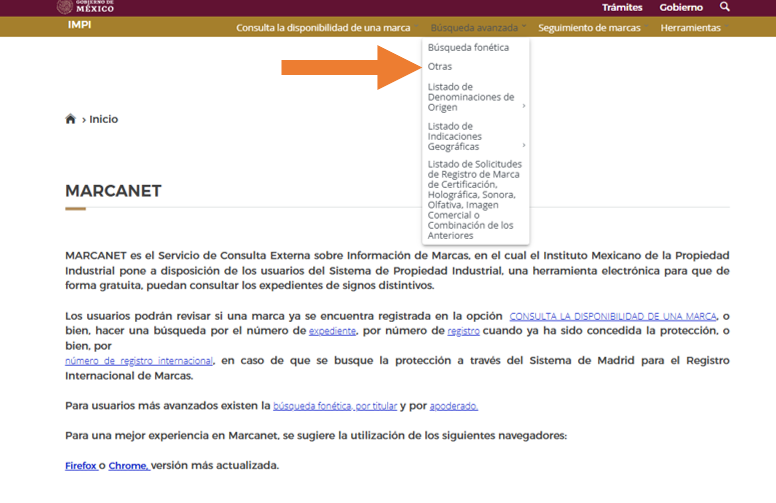 GOBIERNO DE
MÉXICO
Trámites Gobierno
IMPI
Consulta la disponibilidad de una marca Búsqueda avanzada Seguimiento de marcas Herramientas
Búsqueda fonética
Otras
Listado de
Denominaciones de
Origen ›
Listado de
Indicaciones
Geográficas ›
Listado de Solicitudes
de Registro de Marca
de Certificación,
Holográfica, Sonora,
Olfativa, Imagen
Comercial o
Combinación de los
Anteriores
› Inicio
MARCANET
MARCANET es el Servicio de Consulta Externa sobre Información de Marcas, en el cual el Instituto Mexicano de la Propiedad
Industrial pone a disposición de los usuarios del Sistema de Propiedad Industrial, una herramienta electrónica para que de
forma gratuita, puedan consultar los expedientes de signos distintivos.
Los usuarios podrán revisar si una marca ya se encuentra registrada en la opción CONSULTA LA DISPONIBILIDAD DE UNA MARCA, o
bien, hacer una búsqueda por el número de expediente, por número de registro cuando ya ha sido concedida la protección, o
bien, por
número de registro internacional, en caso de que se busque la protección a través del Sistema de Madrid para el Registro
Internacional de Marcas.
Para usuarios más avanzados existen la búsqueda fonética, por titular y por apoderado.
Para una mejor experiencia en Marcanet, se sugiere la utilización de los siguientes navegadores:
Firefox o Chrome, versión más actualizada.